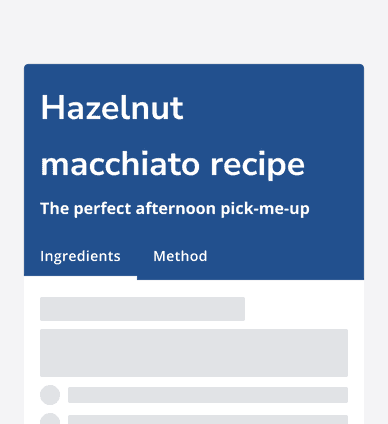 Hazelnut
macchiato recipe
The perfect afternoon pick-me-up
Ingredients Method